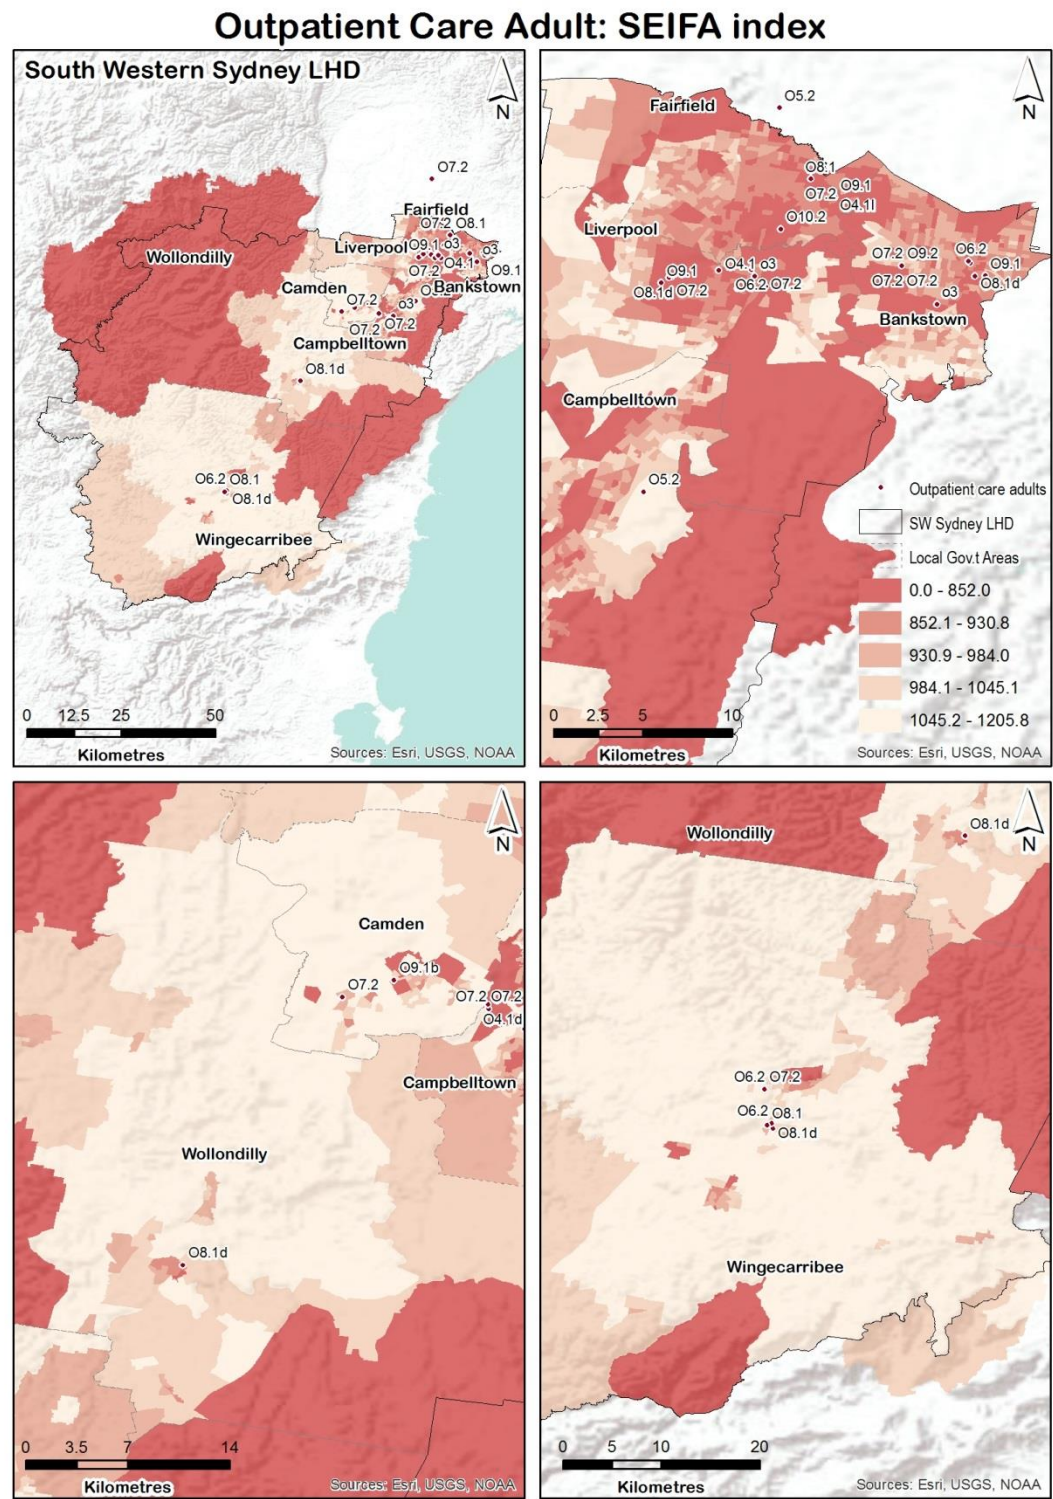 Outpatient Care Adult: SEIFA index
South Western Sydney LHD
N
O7.2
Fairfield
O7.2 O8.1
Wollondilly
Liverpool
O9.1 o3
o3
O7.2
O4.1
O9.1
Camden
Bankstown
O7.2
o3
O7.2
O7.2
Campbelltown
O8.1d
O6.2 O8.1
O8.1d
Wingecarribee
0 12.5 25 50
Kilometres
Sources: Esri, USGS, NOAA
O5.2
Fairfield
N
O8.1
O7.2
O9.1
O4.1l
O10.2
Liverpool
O9.1
O4.1 o3
O7.2 O9.2
O6.2
O9.1
O8.1d O7.2
O6.2 O7.2
O7.2 O7.2
O8.1d
o3
Bankstown
Campbelltown
O5.2
Outpatient care adults
SW Sydney LHD
Local Gov.t Areas
0.0 - 852.0
852.1 - 930.8
930.9 - 984.0
984.1 - 1045.1
1045.2 - 1205.8
0 2.5 5 10
Kilometres
Sources: Esri, USGS, NOAA
N
Camden
O9.1b
O7.2
O7.2 O7.2
O4.1d
Campbelltown
Wollondilly
O8.1d
0 3.5 7 14
Kilometres
Sources: Esri, USGS, NOAA
Wollondilly
O8.1d
N
O6.2 O7.2
O6.2 O8.1
O8.1d
Wingecarribee
0 5 10 20
Kilometres
Sources: Esri, USGS, NOAA